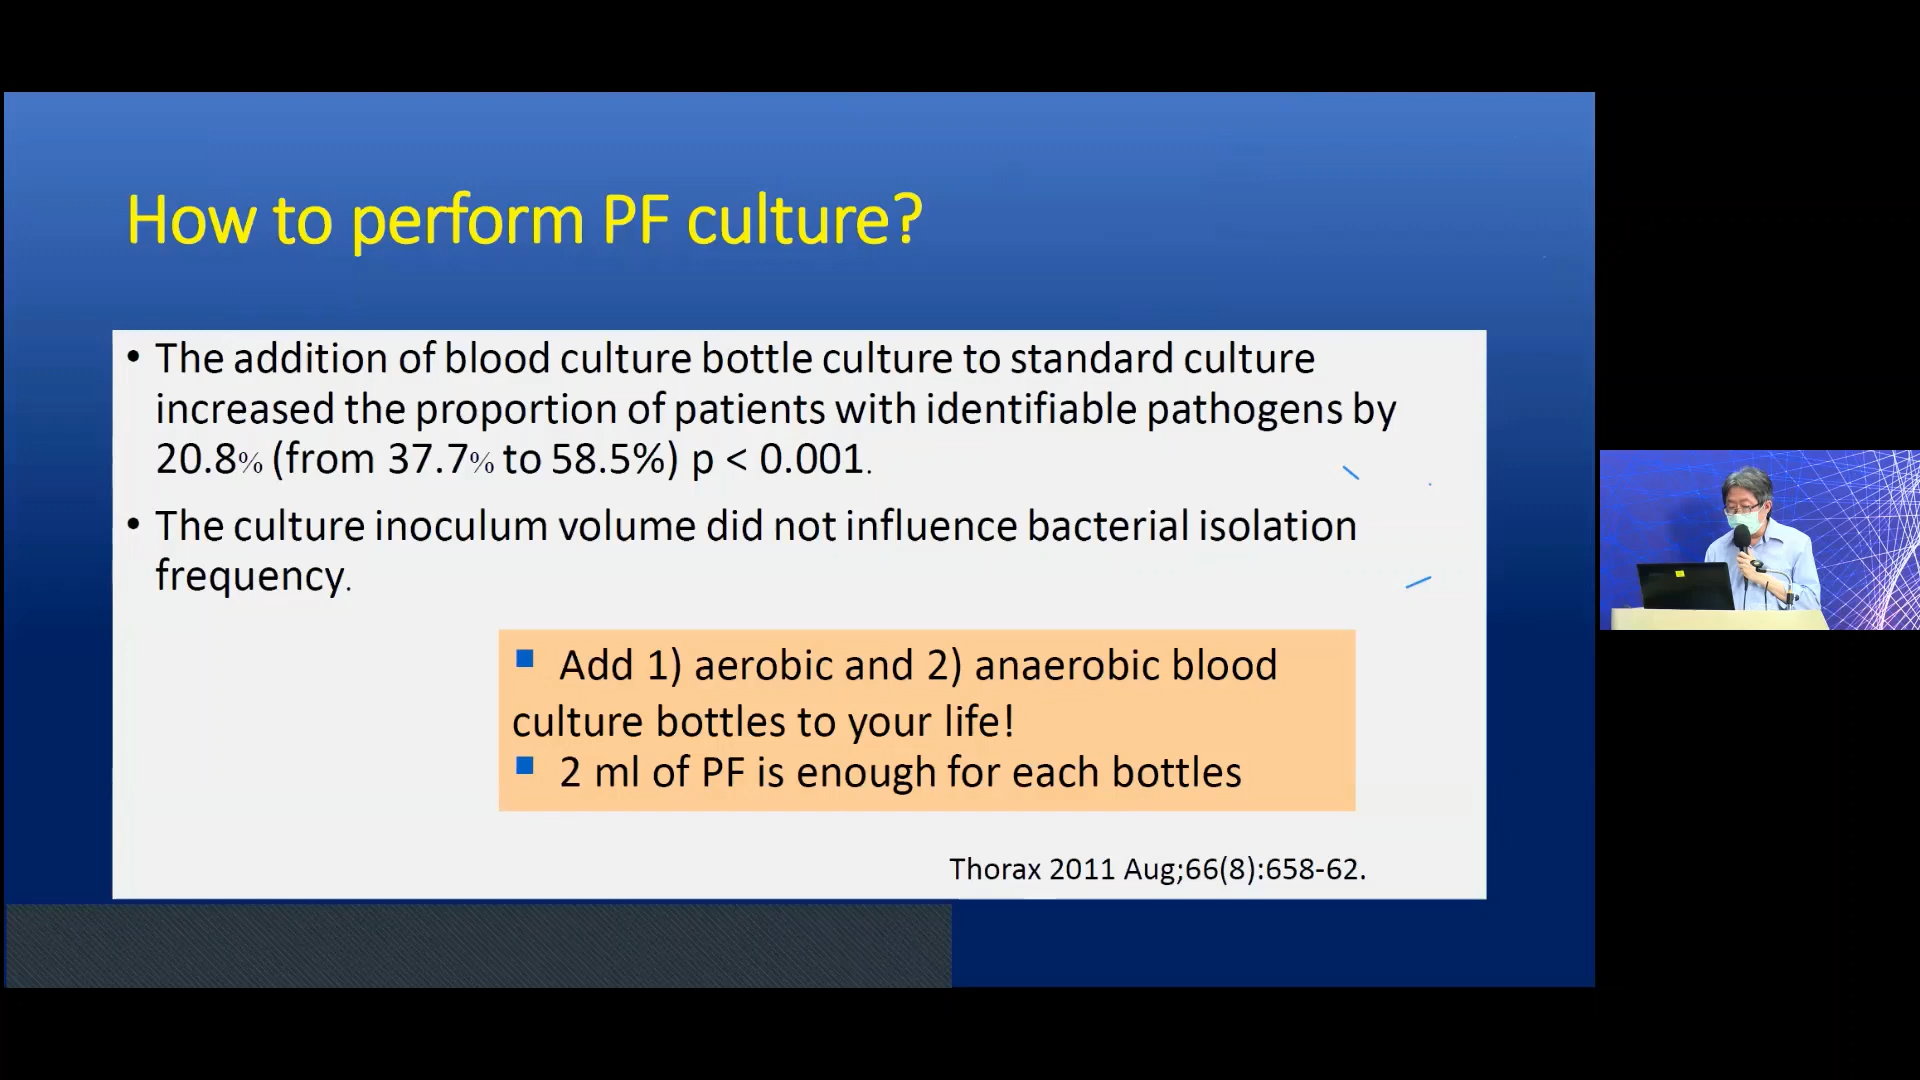 How to perform PF culture?
• The addition of blood culture bottle culture to standard culture
increased the proportion of patients with identifiable pathogens by
20.8% (from 37.7% to 58.5%) p < 0.001.
• The culture inoculum volume did not influence bacterial isolation
frequency.
▪ Add 1) aerobic and 2) anaerobic blood
culture bottles to your life!
▪ 2 ml of PF is enough for each bottles
Thorax 2011 Aug;66(8):658-62.